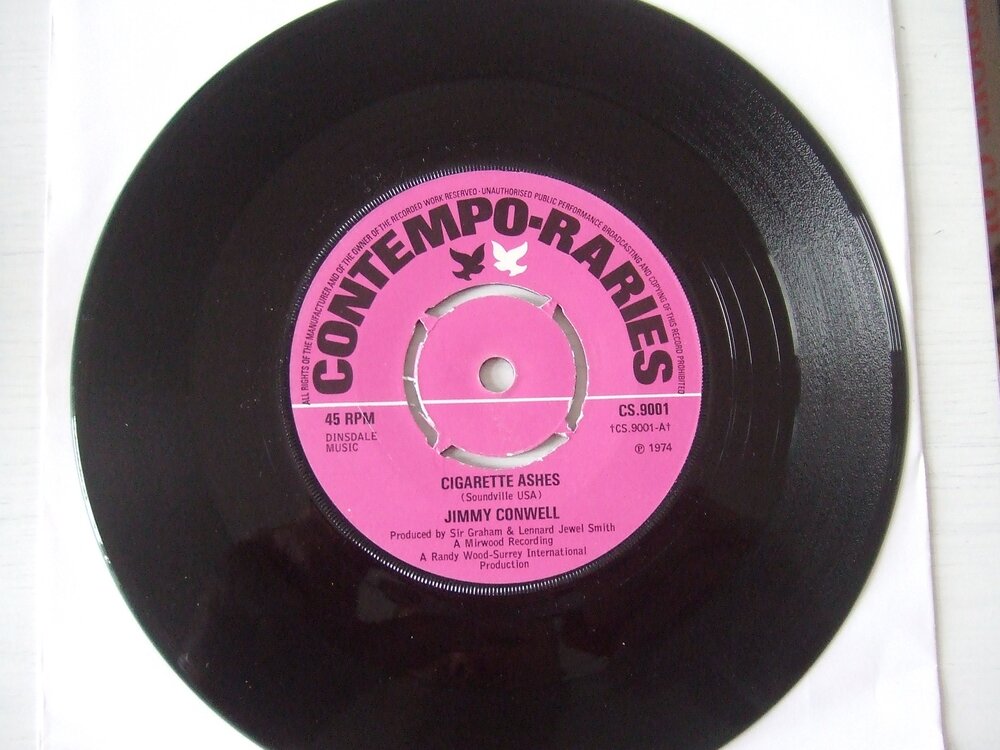 ALL RIGHTS OF THE MANUFACTURER AND OF THE OWNER OF THE RECORDED WORK RESERVED · UNAUTHORISED PUBLIC PERFORMANCE BROADCASTING AND COPYING OF THIS RECORD PROHIBITED
CONTEMPO-RARIES
45 RPM
DINSDALE
MUSIC
CS.9001
†CS.9001-A†
℗ 1974
CIGARETTE ASHES
(Soundville USA)
JIMMY CONWELL
Produced by Sir Graham & Lennard Jewel Smith
A Mirwood Recording
A Randy Wood-Surrey International
Production